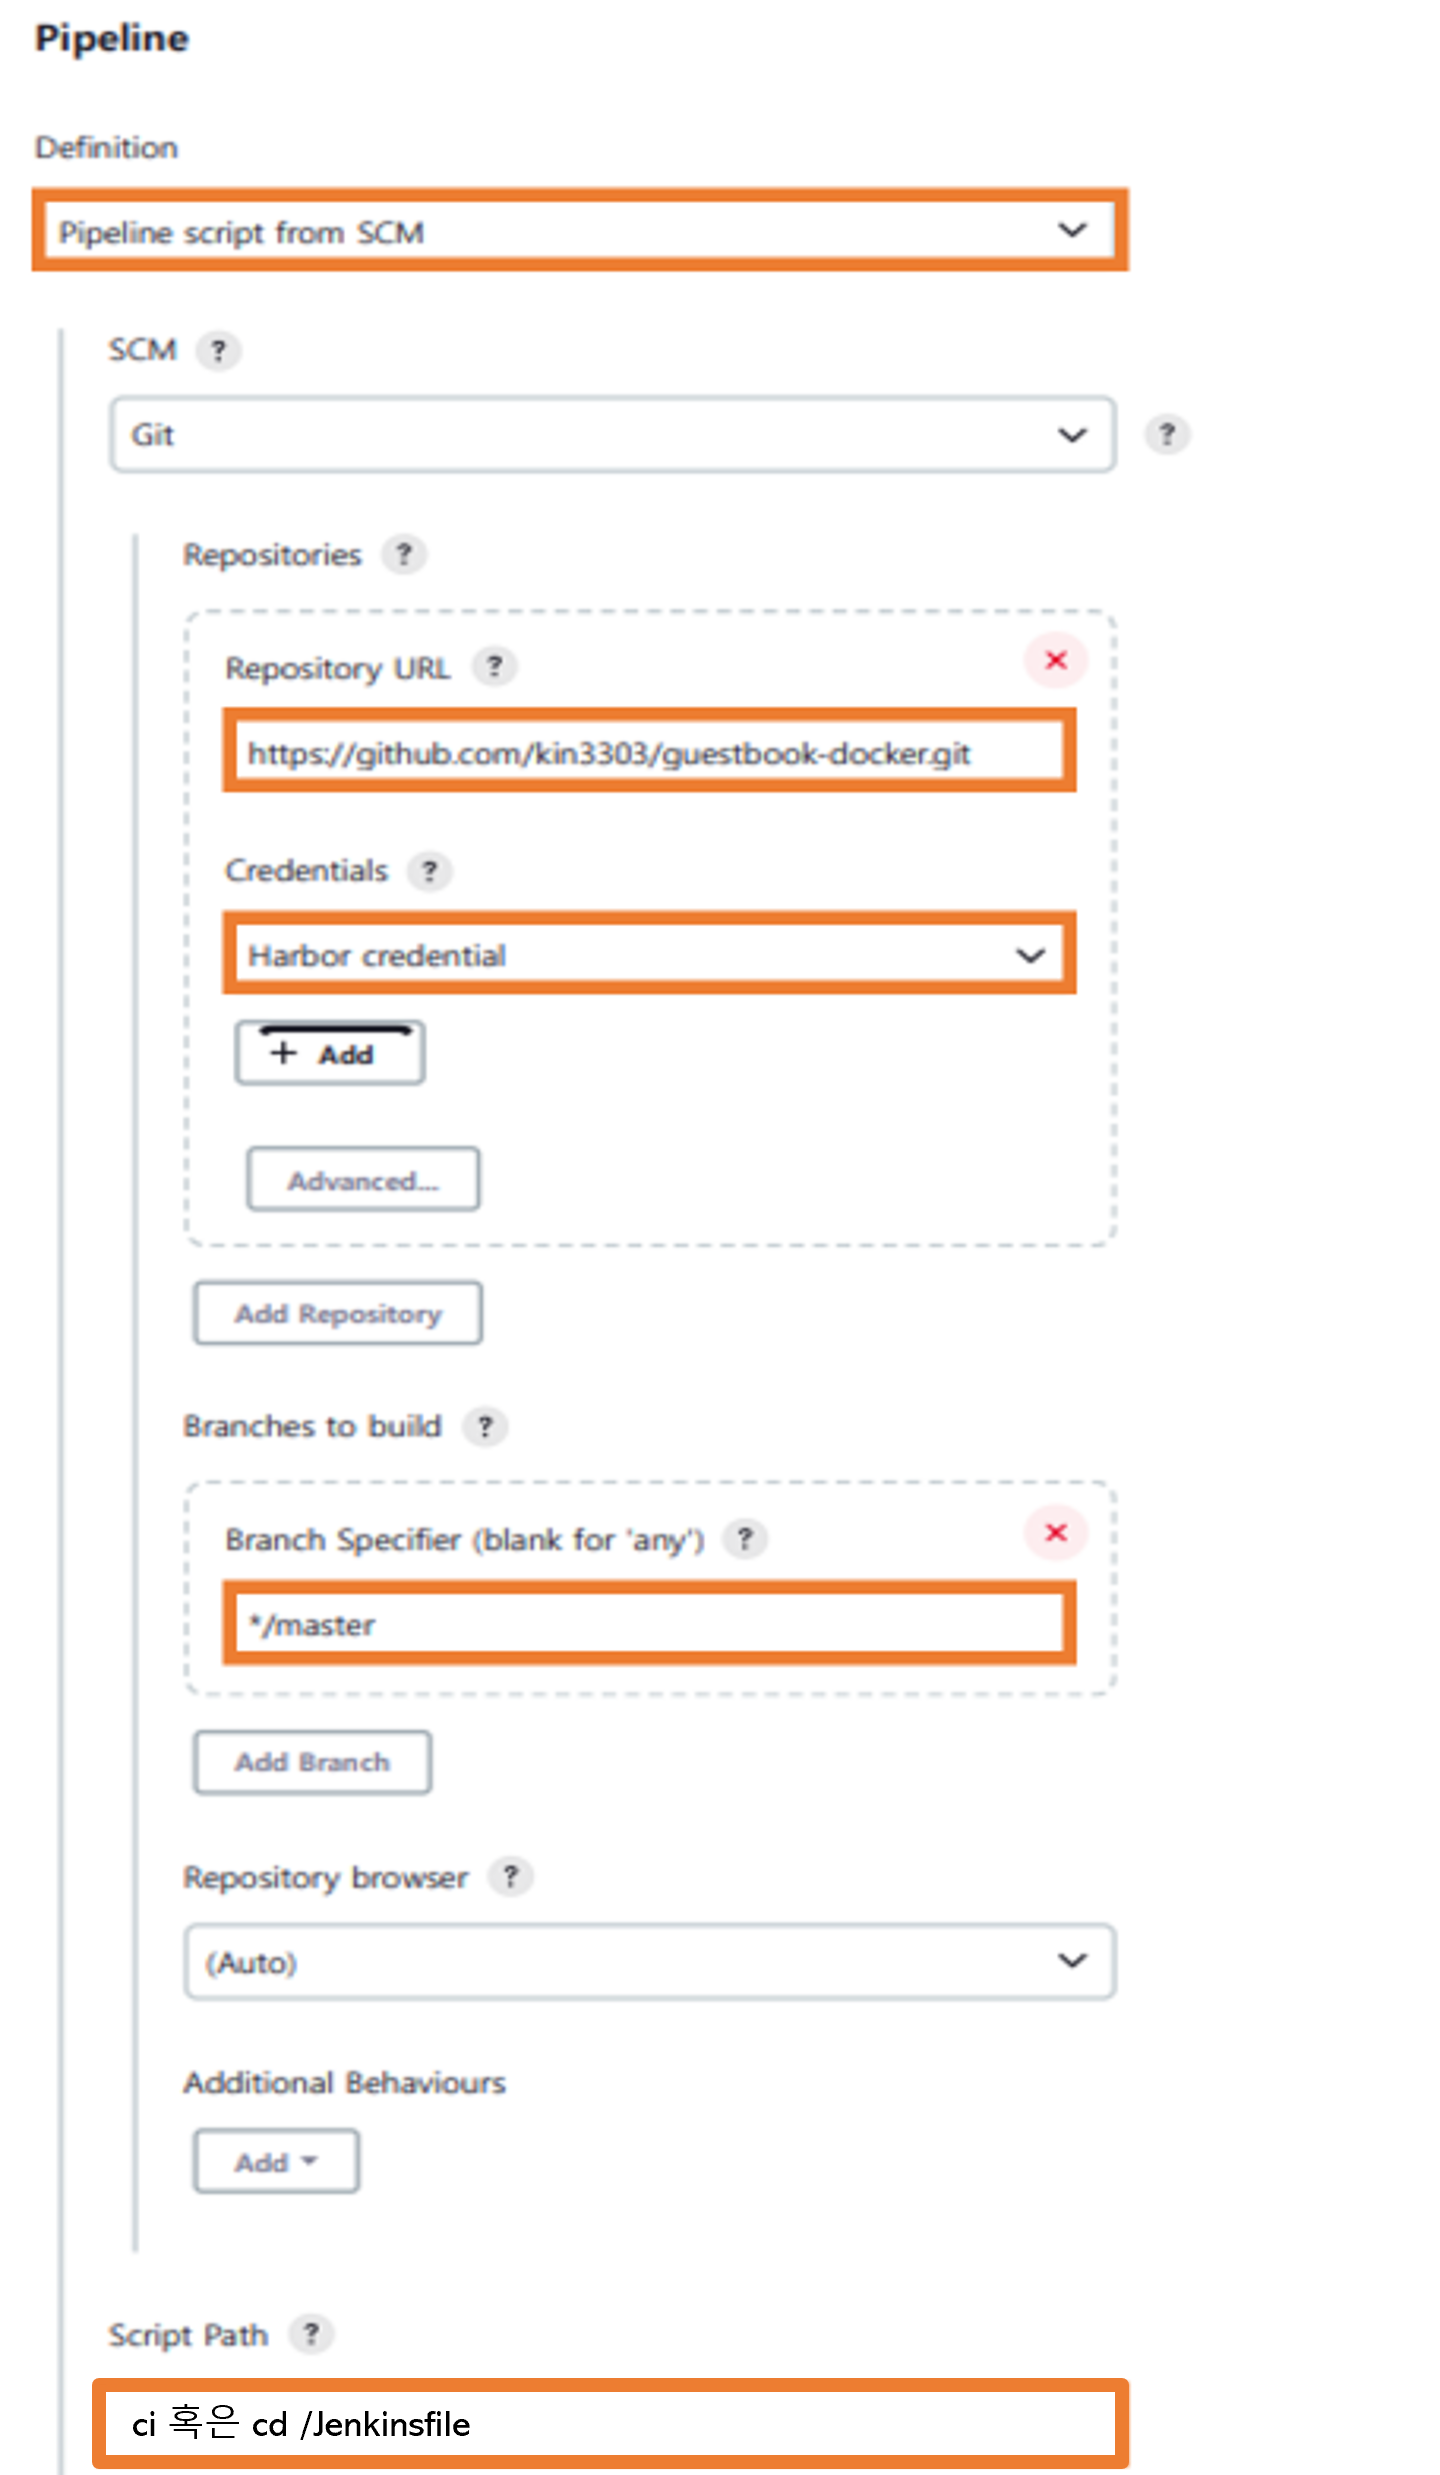 Pipeline
Definition
Pipeline script from SCM
SCM ?
Git ?
Repositories ?
Repository URL ?
https://github.com/kin3303/guestbook-docker.git
Credentials ?
Harbor credential
+ Add
Advanced...
Add Repository
Branches to build ?
Branch Specifier (blank for 'any') ?
*/master
Add Branch
Repository browser ?
(Auto)
Additional Behaviours
Add
Script Path ?
ci 혹은 cd /Jenkinsfile